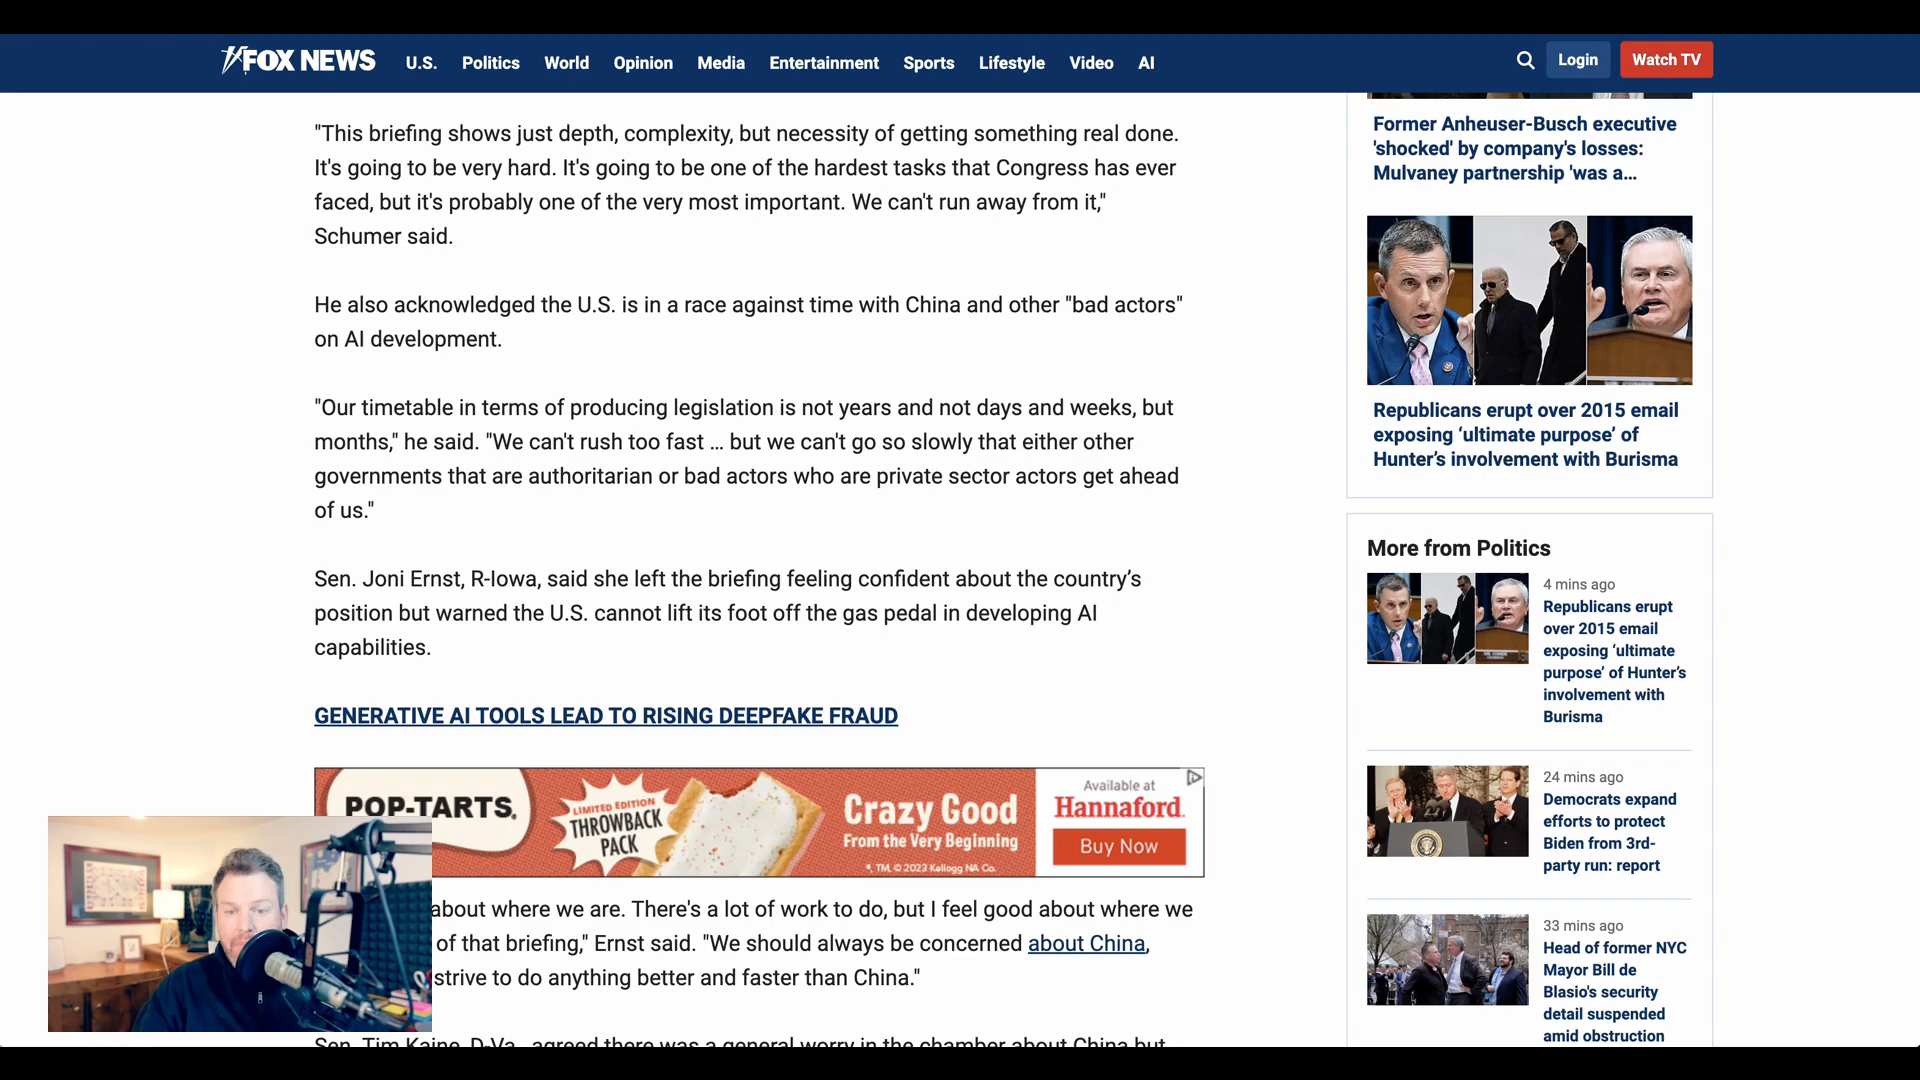 FOX NEWS
U.S. Politics World Opinion Media Entertainment Sports Lifestyle Video AI
Login
Watch TV
"This briefing shows just depth, complexity, but necessity of getting something real done.
It's going to be very hard. It's going to be one of the hardest tasks that Congress has ever
faced, but it's probably one of the very most important. We can't run away from it,"
Schumer said.
He also acknowledged the U.S. is in a race against time with China and other "bad actors"
on AI development.
"Our timetable in terms of producing legislation is not years and not days and weeks, but
months," he said. "We can't rush too fast … but we can't go so slowly that either other
governments that are authoritarian or bad actors who are private sector actors get ahead
of us."
Sen. Joni Ernst, R-Iowa, said she left the briefing feeling confident about the country’s
position but warned the U.S. cannot lift its foot off the gas pedal in developing AI
capabilities.
GENERATIVE AI TOOLS LEAD TO RISING DEEPFAKE FRAUD
POP-TARTS®
LIMITED EDITION
THROWBACK
PACK
Crazy Good
From the Very Beginning
®, TM, © 2023 Kellogg NA Co.
Available at
Hannaford.
Buy Now
about where we are. There's a lot of work to do, but I feel good about where we
of that briefing," Ernst said. "We should always be concerned about China,
strive to do anything better and faster than China."
Sen. Tim Kaine, D-Va., agreed there was a general worry in the chamber about China but
Former Anheuser-Busch executive
'shocked' by company's losses:
Mulvaney partnership 'was a...
Republicans erupt over 2015 email
exposing ‘ultimate purpose’ of
Hunter’s involvement with Burisma
More from Politics
4 mins ago
Republicans erupt
over 2015 email
exposing ‘ultimate
purpose’ of Hunter’s
involvement with
Burisma
24 mins ago
Democrats expand
efforts to protect
Biden from 3rd-
party run: report
33 mins ago
Head of former NYC
Mayor Bill de
Blasio's security
detail suspended
amid obstruction